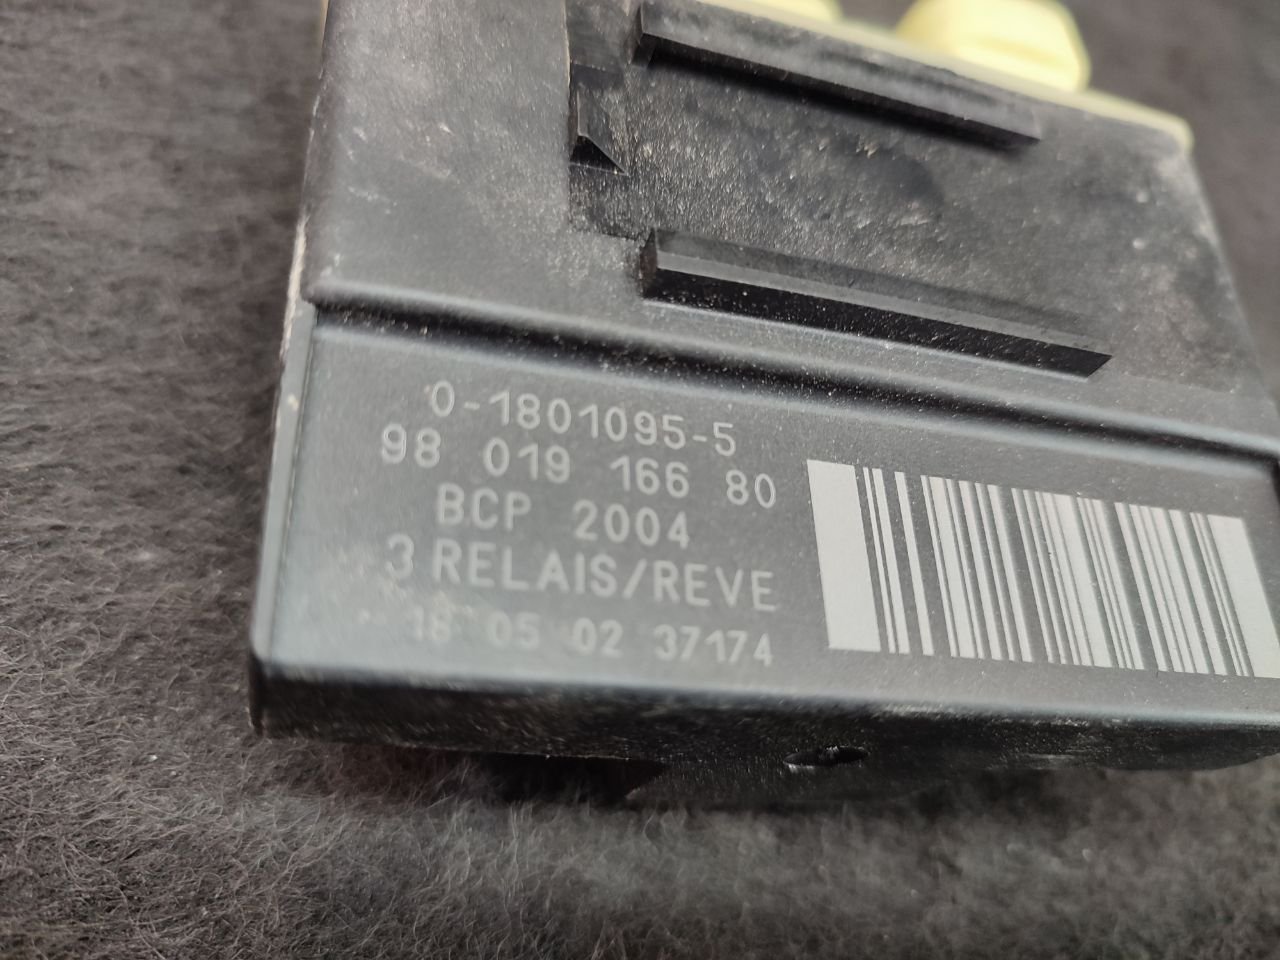 0-1801095-5
98 019 166 80
BCP 2004
3 RELAIS/REVE
18 05 02 37174